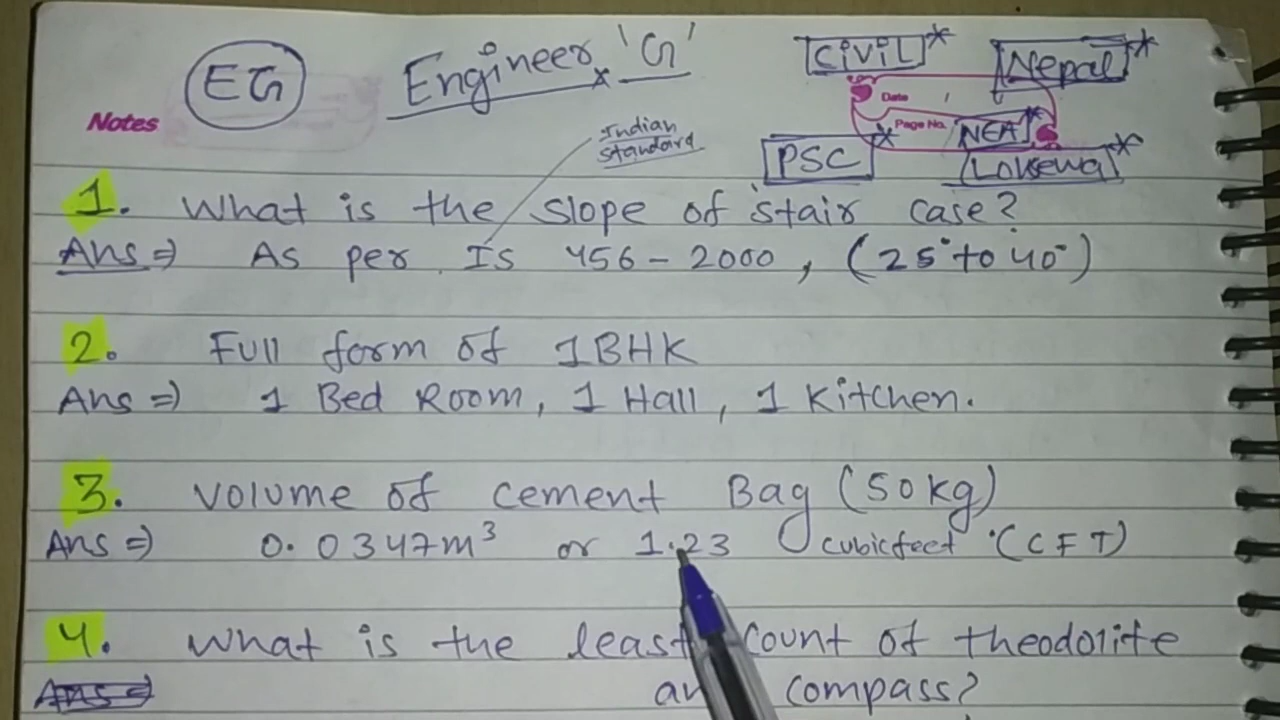 EG
Engineer 'G'
CiviL*
Nepal*
Notes
Date
Page No.
NEA*
PSC*
Loksewa*
Indian
Standard
1. What is the slope of stair case?
Ans ⇒ As per Is 456-2000, (25° to 40°)
2. Full form of 1BHK
Ans ⇒ 1 Bed Room, 1 Hall, 1 Kitchen.
3. Volume of cement Bag (50kg)
Ans ⇒ 0.0347m³ or 1.23 cubicfeet (CFT)
4. What is the least count of theodolite
compass?